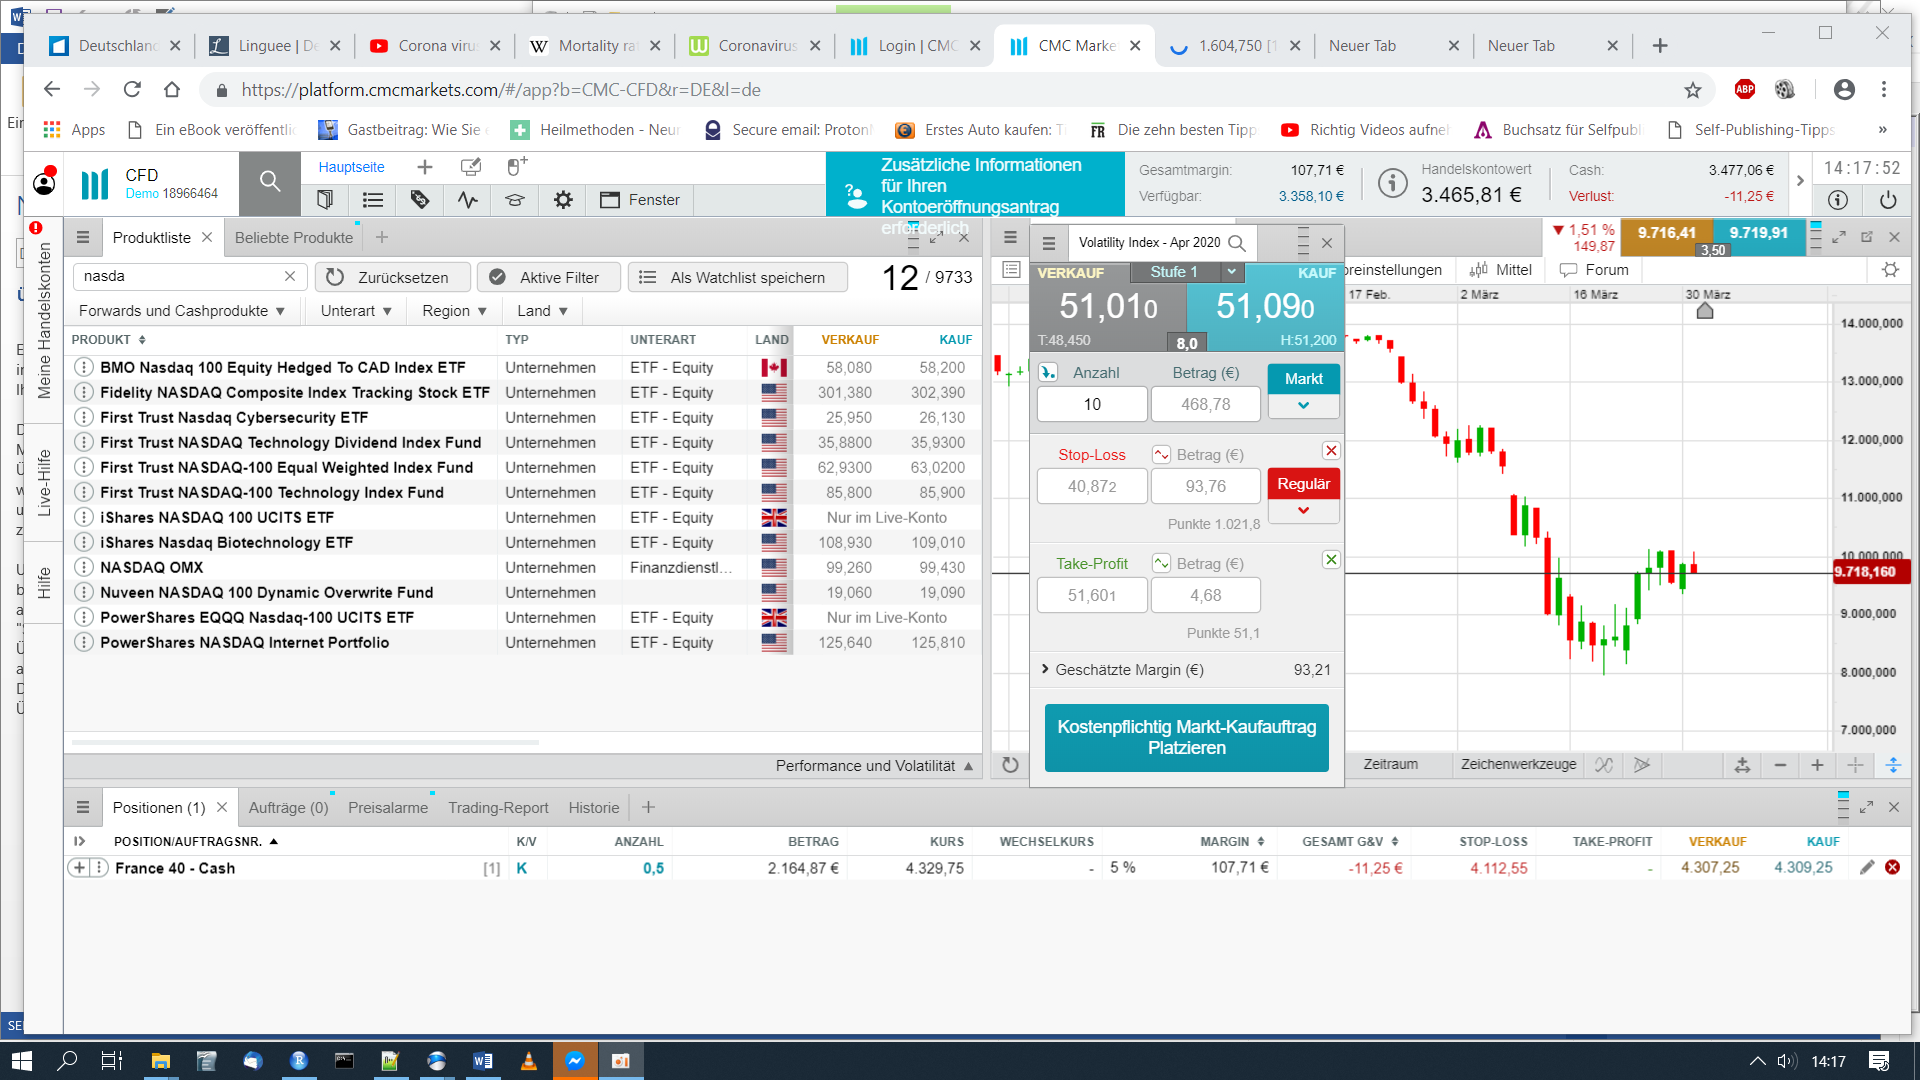 Deutschland
Linguee | De
Corona virus
Mortality ra
Coronavirus
Login | CMC
CMC Marke
1.604,750 [1
Neuer Tab
Neuer Tab
https://platform.cmcmarkets.com/#/app?b=CMC-CFD&r=DE&l=de
ABP
Apps
Ein eBook veröffentli
Gastbeitrag: Wie Sie
Heilmethoden - Neur
Secure email: Proton
Erstes Auto kaufen: T
Die zehn besten Tipp
Richtig Videos aufneh
Buchsatz für Selfpubl
Self-Publishing-Tipps
CFD
Demo 18966464
Hauptseite
Fenster
Zusätzliche Informationen
für Ihren
Kontoeröffnungsantrag
erforderlich
Gesamtmargin: 107,71 €
Verfügbar: 3.358,10 €
Handelskontowert
3.465,81 €
Cash: 3.477,06 €
Verlust: -11,25 €
14:17:52
Meine Handelskonten
Live-Hilfe
Hilfe
Produktliste
Beliebte Produkte
nasda
Zurücksetzen
Aktive Filter
Als Watchlist speichern
12 / 9733
Forwards und Cashprodukte
Unterart
Region
Land
PRODUKT TYP UNTERART LAND VERKAUF KAUF
BMO Nasdaq 100 Equity Hedged To CAD Index ETF Unternehmen ETF - Equity 58,080 58,200
Fidelity NASDAQ Composite Index Tracking Stock ETF Unternehmen ETF - Equity 301,380 302,390
First Trust Nasdaq Cybersecurity ETF Unternehmen ETF - Equity 25,950 26,130
First Trust NASDAQ Technology Dividend Index Fund Unternehmen ETF - Equity 35,8800 35,9300
First Trust NASDAQ-100 Equal Weighted Index Fund Unternehmen ETF - Equity 62,9300 63,0200
First Trust NASDAQ-100 Technology Index Fund Unternehmen ETF - Equity 85,800 85,900
iShares NASDAQ 100 UCITS ETF Unternehmen ETF - Equity Nur im Live-Konto
iShares Nasdaq Biotechnology ETF Unternehmen ETF - Equity 108,930 109,010
NASDAQ OMX Unternehmen Finanzdienstl... 99,260 99,430
Nuveen NASDAQ 100 Dynamic Overwrite Fund Unternehmen 19,060 19,090
PowerShares EQQQ Nasdaq-100 UCITS ETF Unternehmen ETF - Equity Nur im Live-Konto
PowerShares NASDAQ Internet Portfolio Unternehmen ETF - Equity 125,640 125,810
Performance und Volatilität
Volatility Index - Apr 2020
VERKAUF Stufe 1 KAUF
51,010 51,090
T:48,450 8,0 H:51,200
Anzahl Betrag (€) Markt
10 468,78
Stop-Loss Betrag (€)
40,872 93,76 Regulär
Punkte 1.021,8
Take-Profit Betrag (€)
51,601 4,68
Punkte 51,1
Geschätzte Margin (€) 93,21
Kostenpflichtig Markt-Kaufauftrag
Platzieren
1,51 %
149,87
9.716,41
9.719,91
3,50
oreinstellungen
Mittel
Forum
17 Feb. 2 März 16 März 30 März
14.000,000
13.000,000
12.000,000
11.000,000
10.000,000
9.718,160
9.000,000
8.000,000
7.000,000
Zeitraum
Zeichenwerkzeuge
Positionen (1)
Aufträge (0)
Preisalarme
Trading-Report
Historie
POSITION/AUFTRAGSNR. K/V ANZAHL BETRAG KURS WECHSELKURS MARGIN GESAMT G&V STOP-LOSS TAKE-PROFIT VERKAUF KAUF
France 40 - Cash [1] K 0,5 2.164,87 € 4.329,75 - 5 % 107,71 € -11,25 € 4.112,55 - 4.307,25 4.309,25
14:17